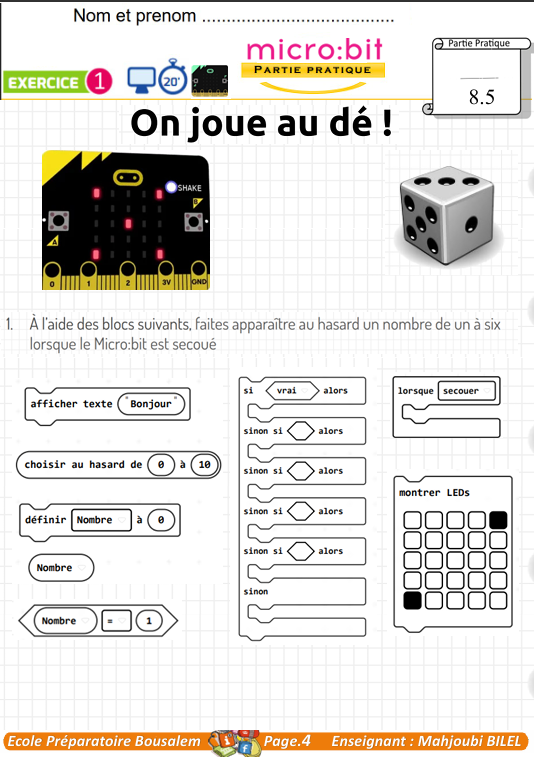 Nom et prenom ......................................
micro:bit
PARTIE PRATIQUE
EXERCICE 1
20'
Partie Pratique
8.5
On joue au dé !
SHAKE
B
A
0 1 2 3V GND
1. À l'aide des blocs suivants, faites apparaître au hasard un nombre de un à six
lorsque le Micro:bit est secoué
afficher texte "Bonjour"
choisir au hasard de 0 à 10
définir Nombre à 0
Nombre
Nombre = 1
si vrai alors
sinon si alors
sinon si alors
sinon si alors
sinon si alors
sinon
lorsque secouer
montrer LEDs
Ecole Préparatoire Bousalem Page.4 Enseignant : Mahjoubi BILEL